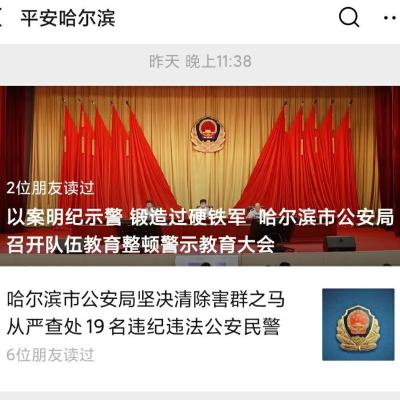 平安哈尔滨
昨天 晚上11:38
2位朋友读过
以案明纪示警 锻造过硬铁军 哈尔滨市公安局
召开队伍教育整顿警示教育大会
哈尔滨市公安局坚决清除害群之马
从严查处19名违纪违法公安民警
6位朋友读过